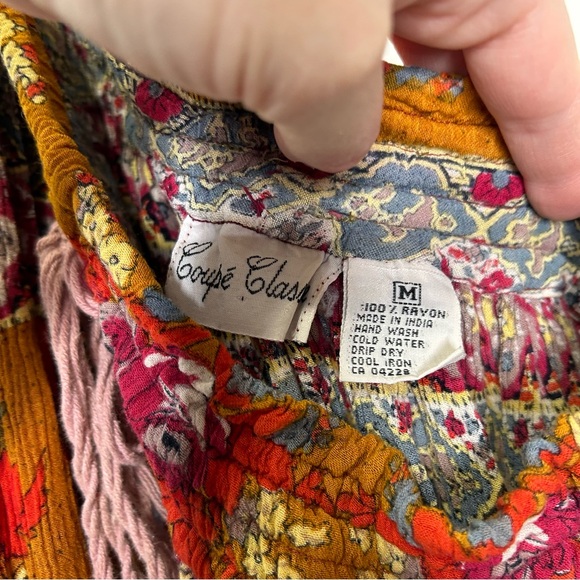 Coupé Class
M
100% RAYON
MADE IN INDIA
HAND WASH
COLD WATER
DRIP DRY
COOL IRON
CA 04228